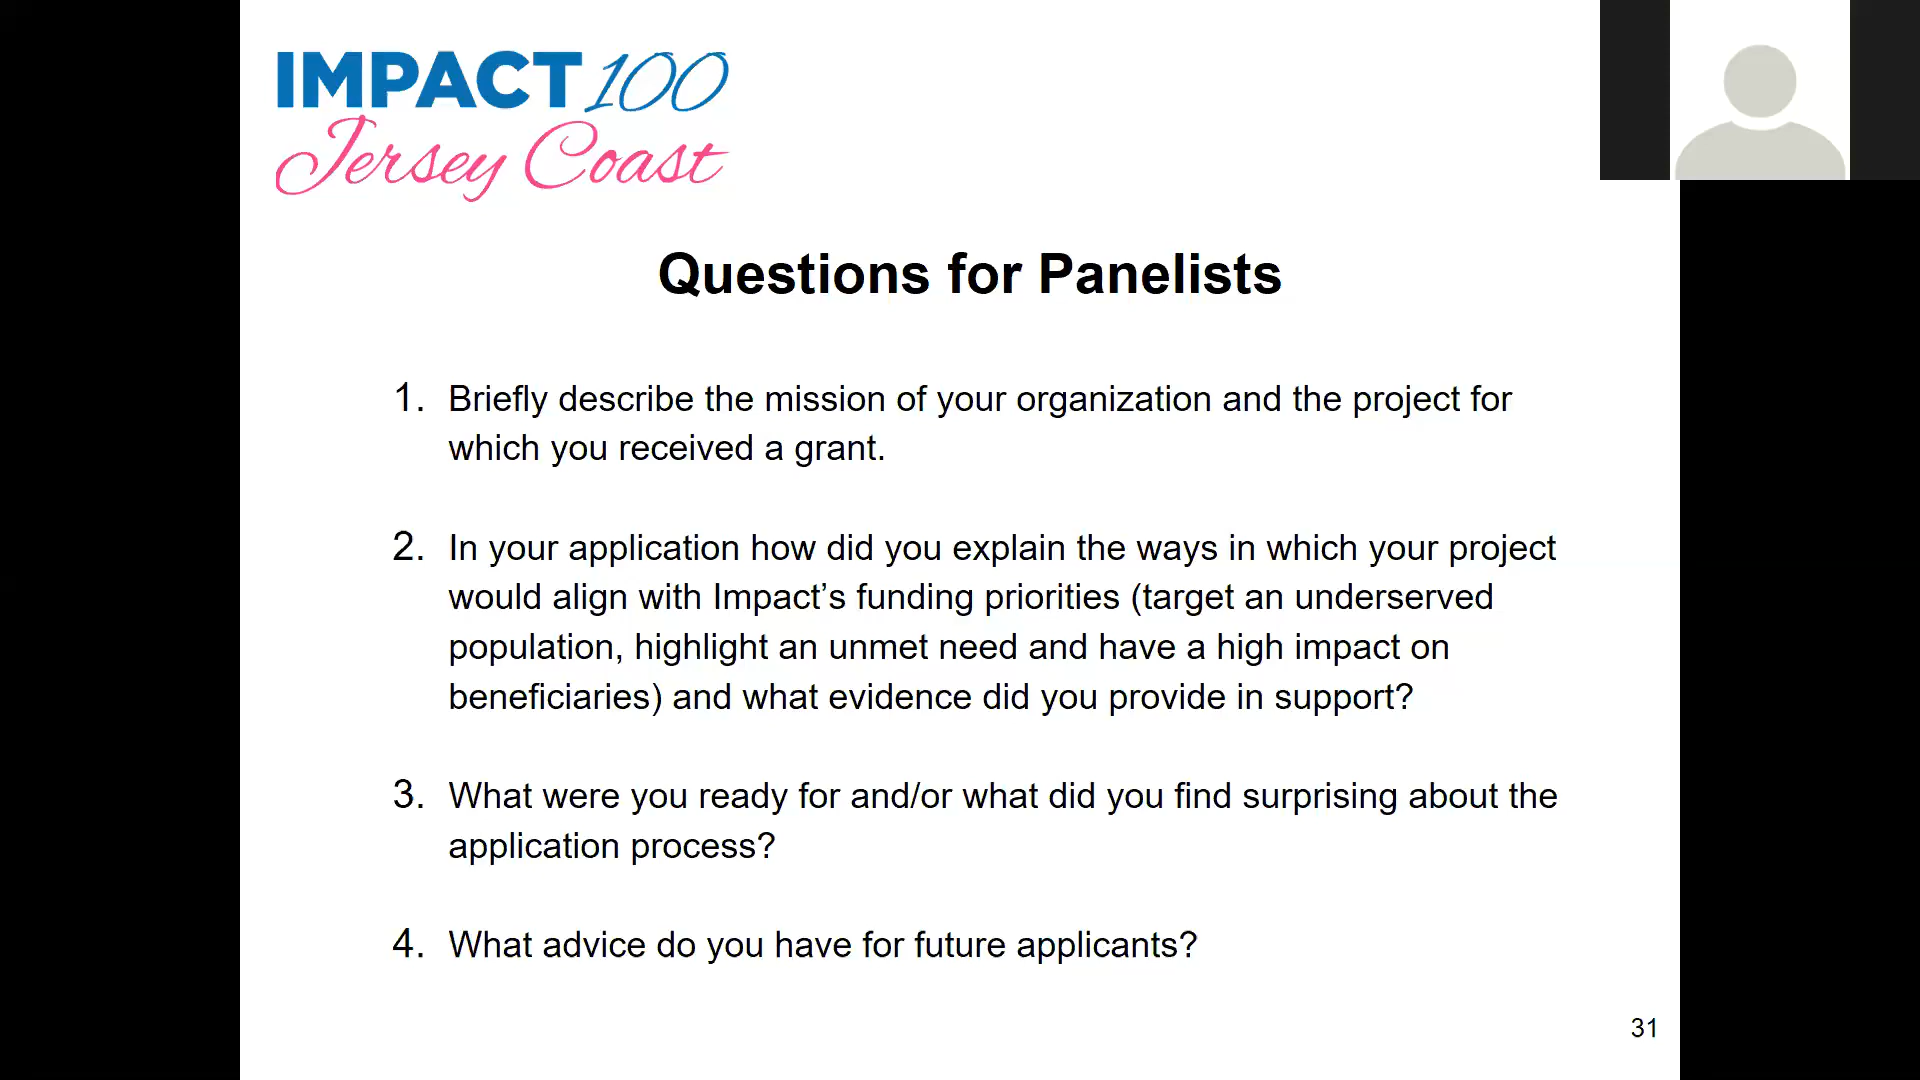 IMPACT 100
Jersey Coast
Questions for Panelists
1. Briefly describe the mission of your organization and the project for
which you received a grant.
2. In your application how did you explain the ways in which your project
would align with Impact’s funding priorities (target an underserved
population, highlight an unmet need and have a high impact on
beneficiaries) and what evidence did you provide in support?
3. What were you ready for and/or what did you find surprising about the
application process?
4. What advice do you have for future applicants?
31